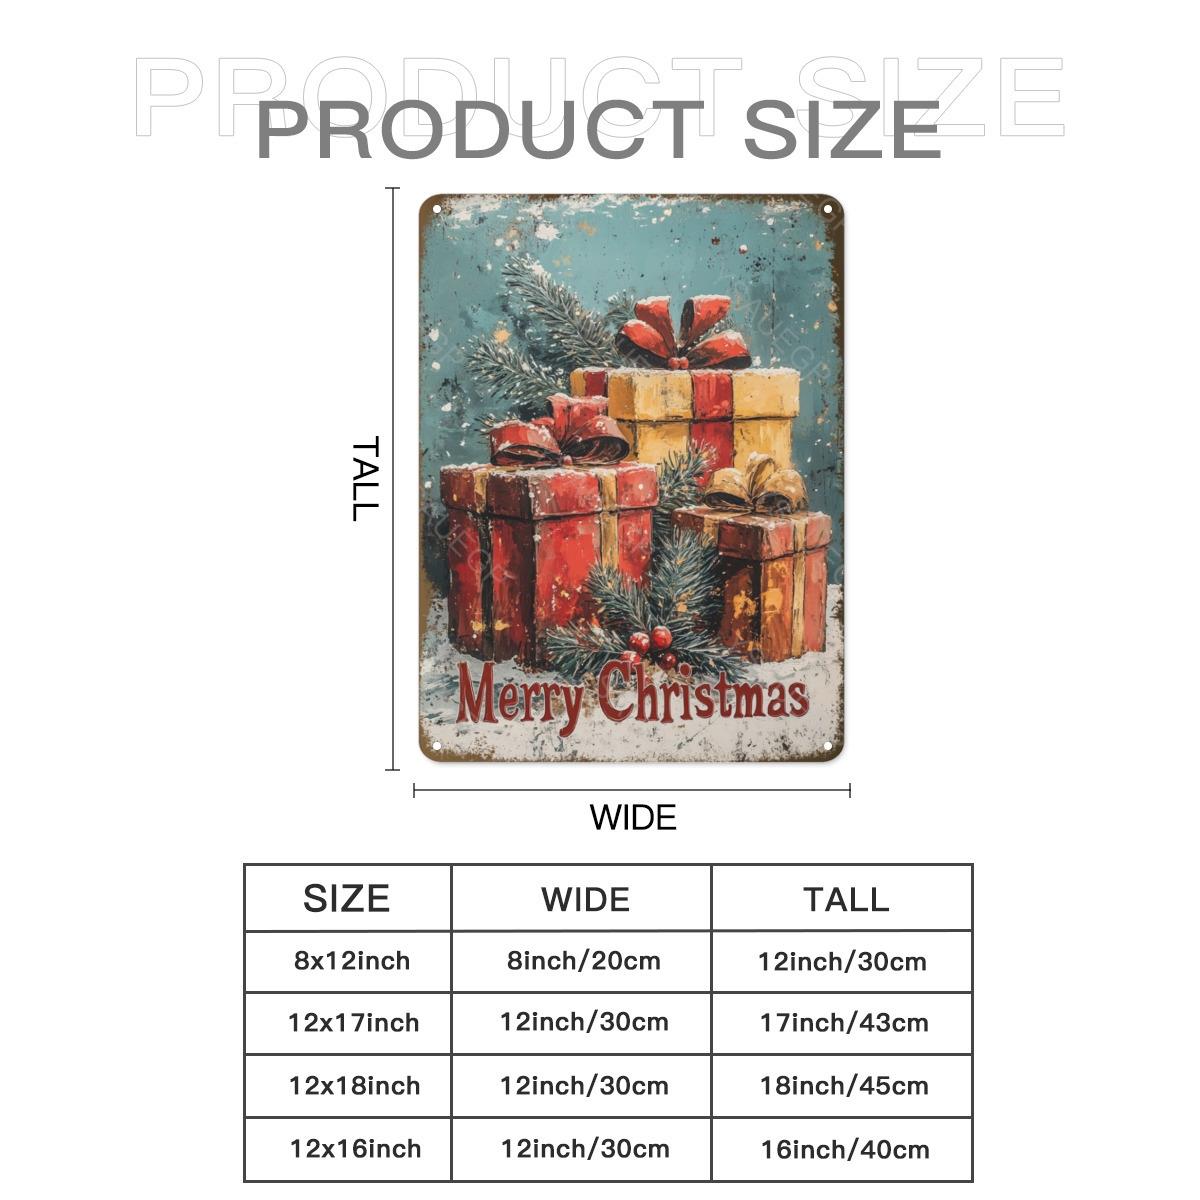 PRODUCT SIZE
PRODUCT SIZE
TALL
Merry Christmas
WIDE
SIZE WIDE TALL
8x12inch 8inch/20cm 12inch/30cm
12x17inch 12inch/30cm 17inch/43cm
12x18inch 12inch/30cm 18inch/45cm
12x16inch 12inch/30cm 16inch/40cm